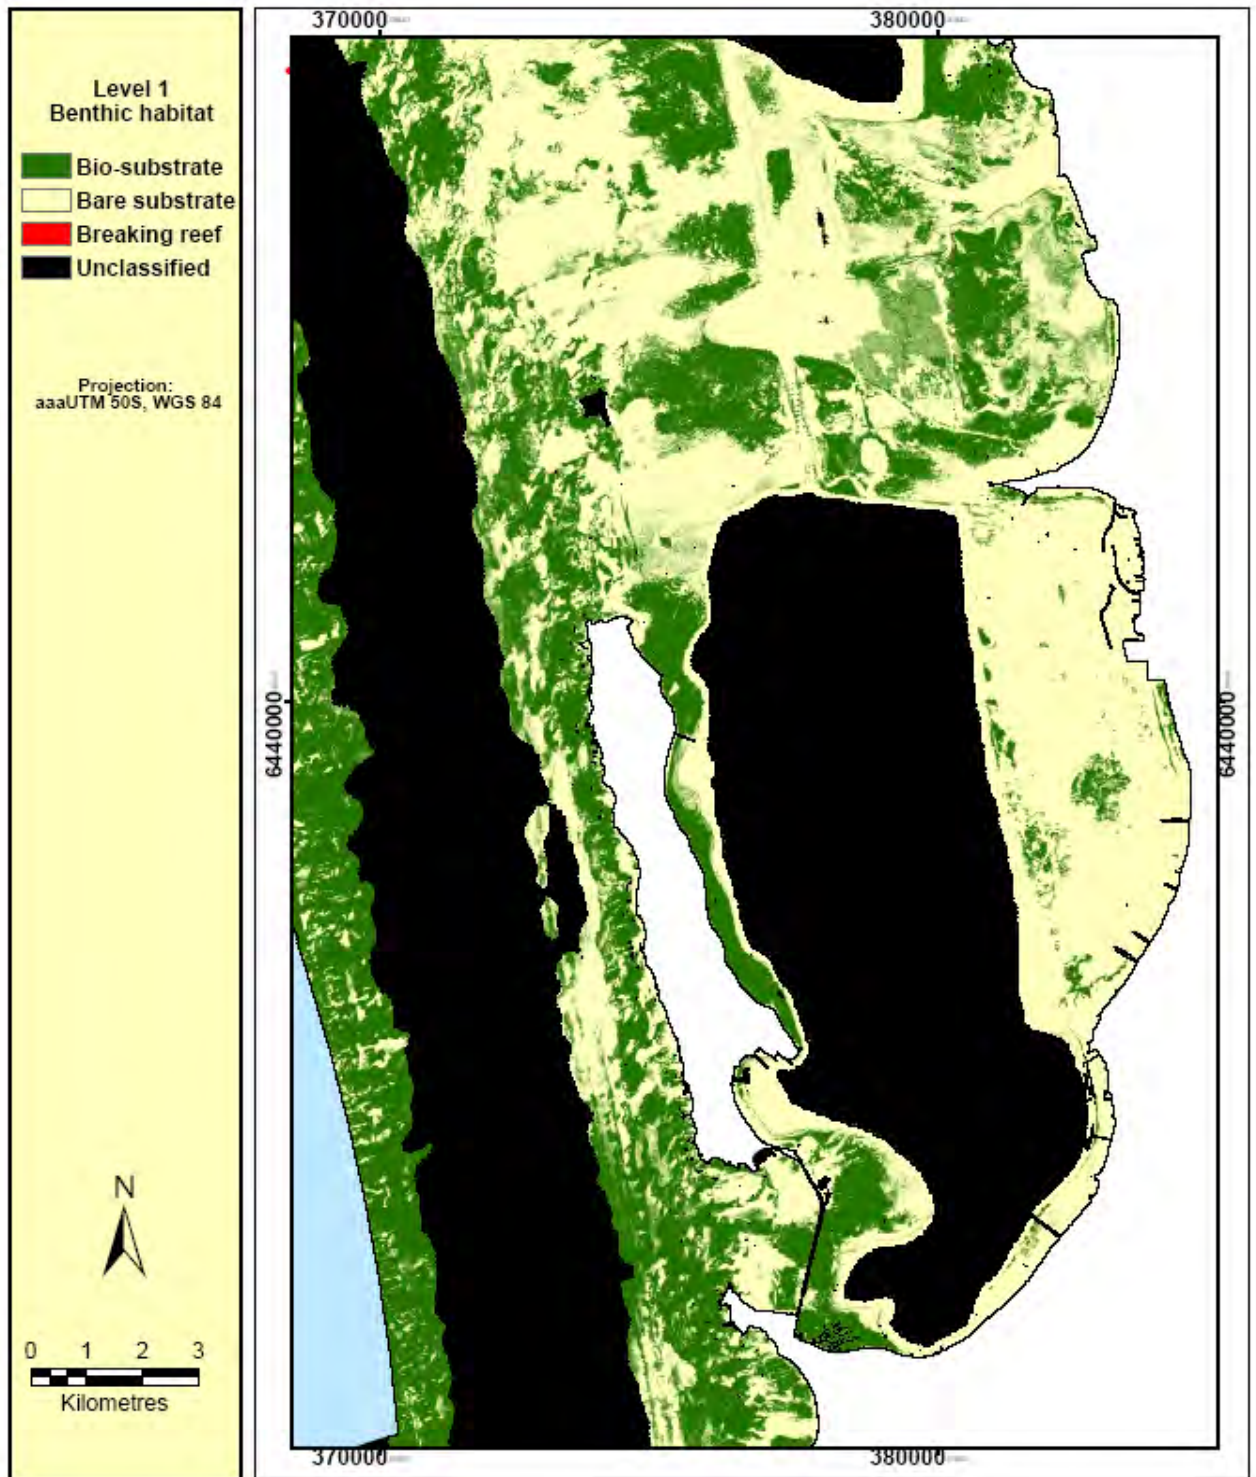 Level 1
Benthic habitat
Bio-substrate
Bare substrate
Breaking reef
Unclassified
Projection:
aaaUTM 50S, WGS 84
N
0 1 2 3
Kilometres
370000 380000
6440000 6440000
370000 380000